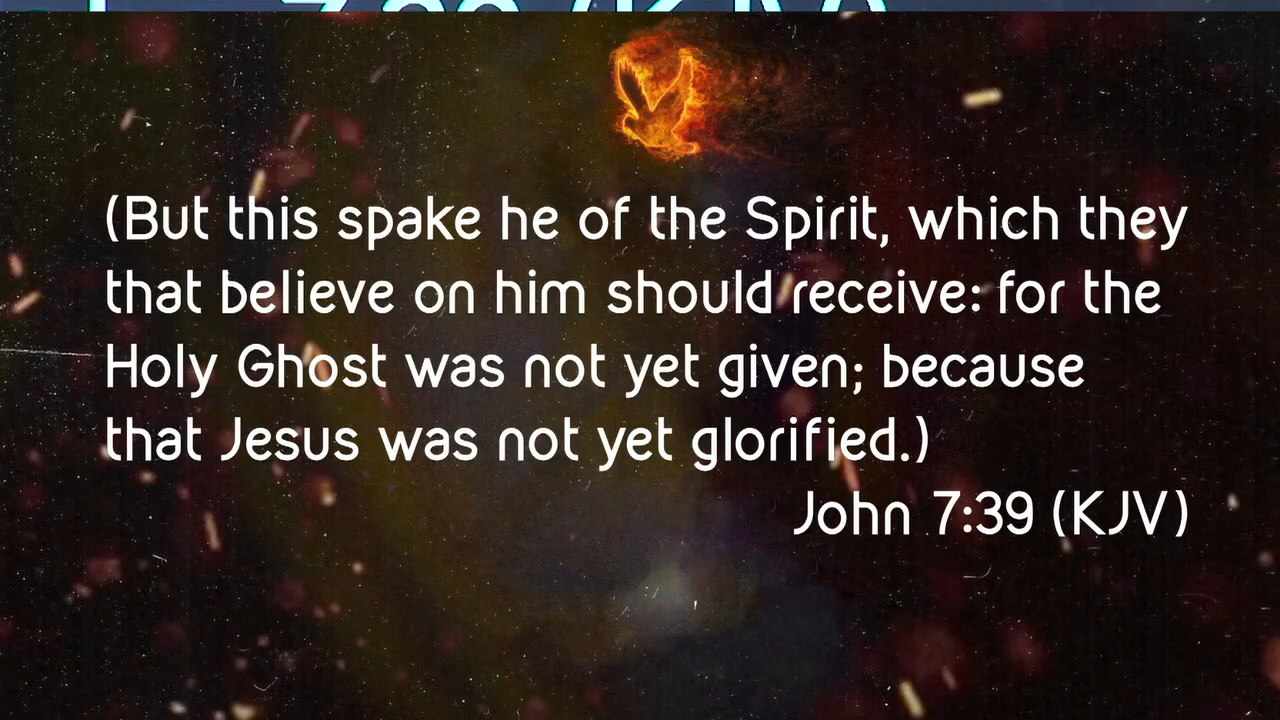 (But this spake he of the Spirit, which they
that believe on him should receive: for the
Holy Ghost was not yet given; because
that Jesus was not yet glorified.)
John 7:39 (KJV)